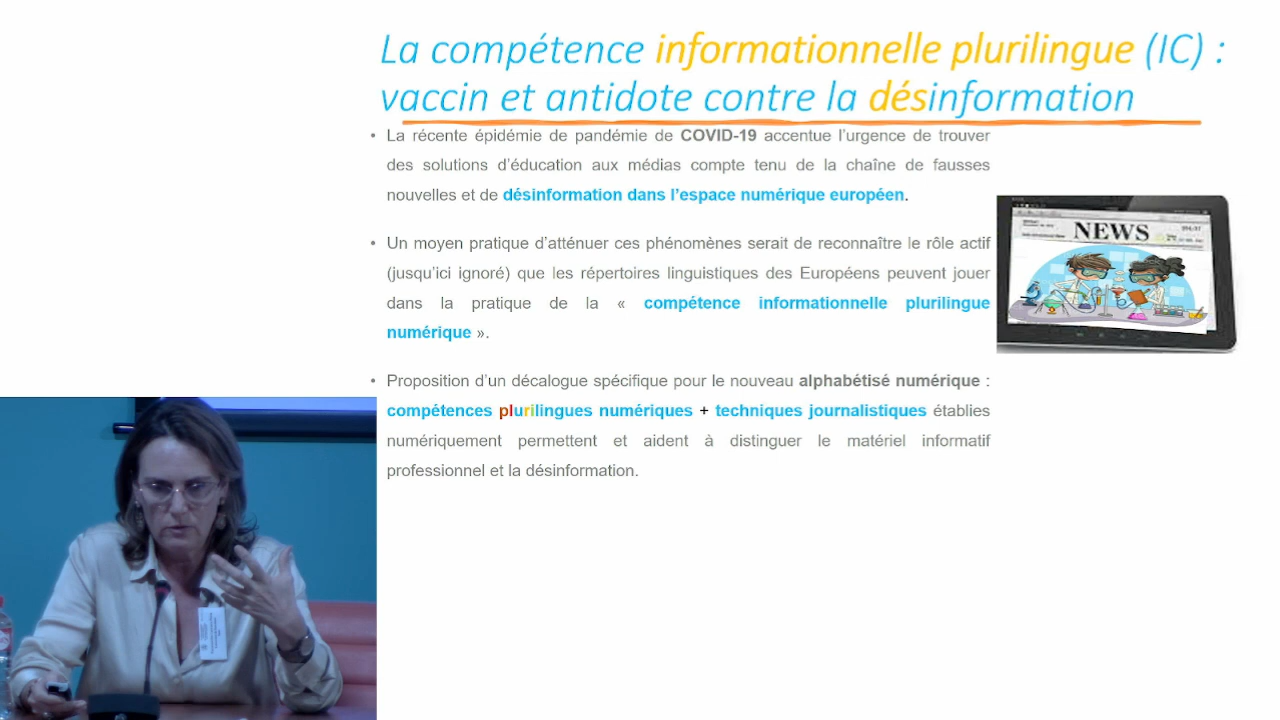 La compétence informationnelle plurilingue (IC) :
vaccin et antidote contre la désinformation
• La récente épidémie de pandémie de COVID-19 accentue l’urgence de trouver
des solutions d’éducation aux médias compte tenu de la chaîne de fausses
nouvelles et de désinformation dans l’espace numérique européen.
• Un moyen pratique d’atténuer ces phénomènes serait de reconnaître le rôle actif
(jusqu’ici ignoré) que les répertoires linguistiques des Européens peuvent jouer
dans la pratique de la « compétence informationnelle plurilingue
numérique ».
• Proposition d’un décalogue spécifique pour le nouveau alphabétisé numérique :
compétences plurilingues numériques + techniques journalistiques établies
numériquement permettent et aident à distinguer le matériel informatif
professionnel et la désinformation.
NEWS